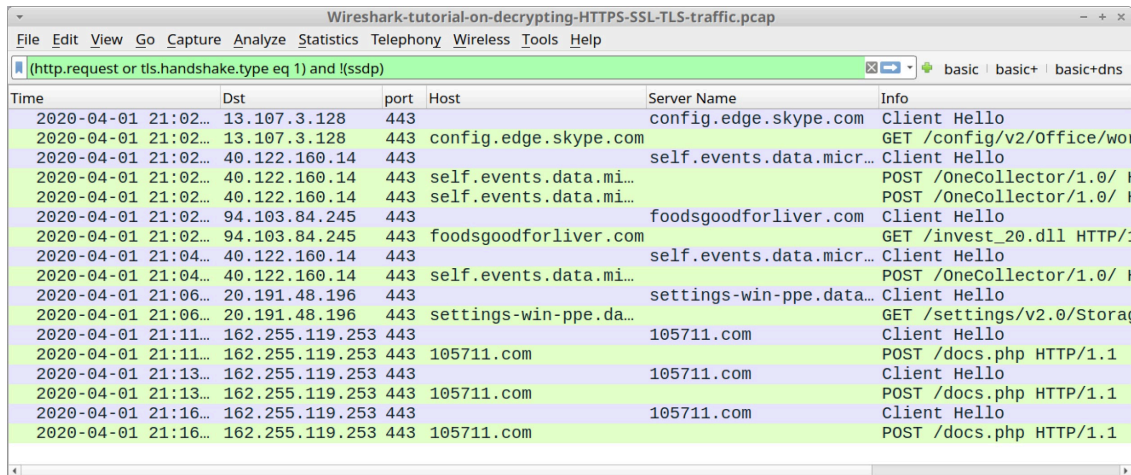 Wireshark-tutorial-on-decrypting-HTTPS-SSL-TLS-traffic.pcap
File Edit View Go Capture Analyze Statistics Telephony Wireless Tools Help
(http.request or tls.handshake.type eq 1) and !(ssdp) basic basic+ basic+dns
Time Dst port Host Server Name Info
2020-04-01 21:02… 13.107.3.128 443 config.edge.skype.com Client Hello
2020-04-01 21:02… 13.107.3.128 443 config.edge.skype.com GET /config/v2/Office/wor
2020-04-01 21:02… 40.122.160.14 443 self.events.data.micr… Client Hello
2020-04-01 21:02… 40.122.160.14 443 self.events.data.mi… POST /OneCollector/1.0/ H
2020-04-01 21:02… 40.122.160.14 443 self.events.data.mi… POST /OneCollector/1.0/ H
2020-04-01 21:02… 94.103.84.245 443 foodsgoodforliver.com Client Hello
2020-04-01 21:02… 94.103.84.245 443 foodsgoodforliver.com GET /invest_20.dll HTTP/1
2020-04-01 21:04… 40.122.160.14 443 self.events.data.micr… Client Hello
2020-04-01 21:04… 40.122.160.14 443 self.events.data.mi… POST /OneCollector/1.0/ H
2020-04-01 21:06… 20.191.48.196 443 settings-win-ppe.data… Client Hello
2020-04-01 21:06… 20.191.48.196 443 settings-win-ppe.da… GET /settings/v2.0/Storag
2020-04-01 21:11… 162.255.119.253 443 105711.com Client Hello
2020-04-01 21:11… 162.255.119.253 443 105711.com POST /docs.php HTTP/1.1
2020-04-01 21:13… 162.255.119.253 443 105711.com Client Hello
2020-04-01 21:13… 162.255.119.253 443 105711.com POST /docs.php HTTP/1.1
2020-04-01 21:16… 162.255.119.253 443 105711.com Client Hello
2020-04-01 21:16… 162.255.119.253 443 105711.com POST /docs.php HTTP/1.1